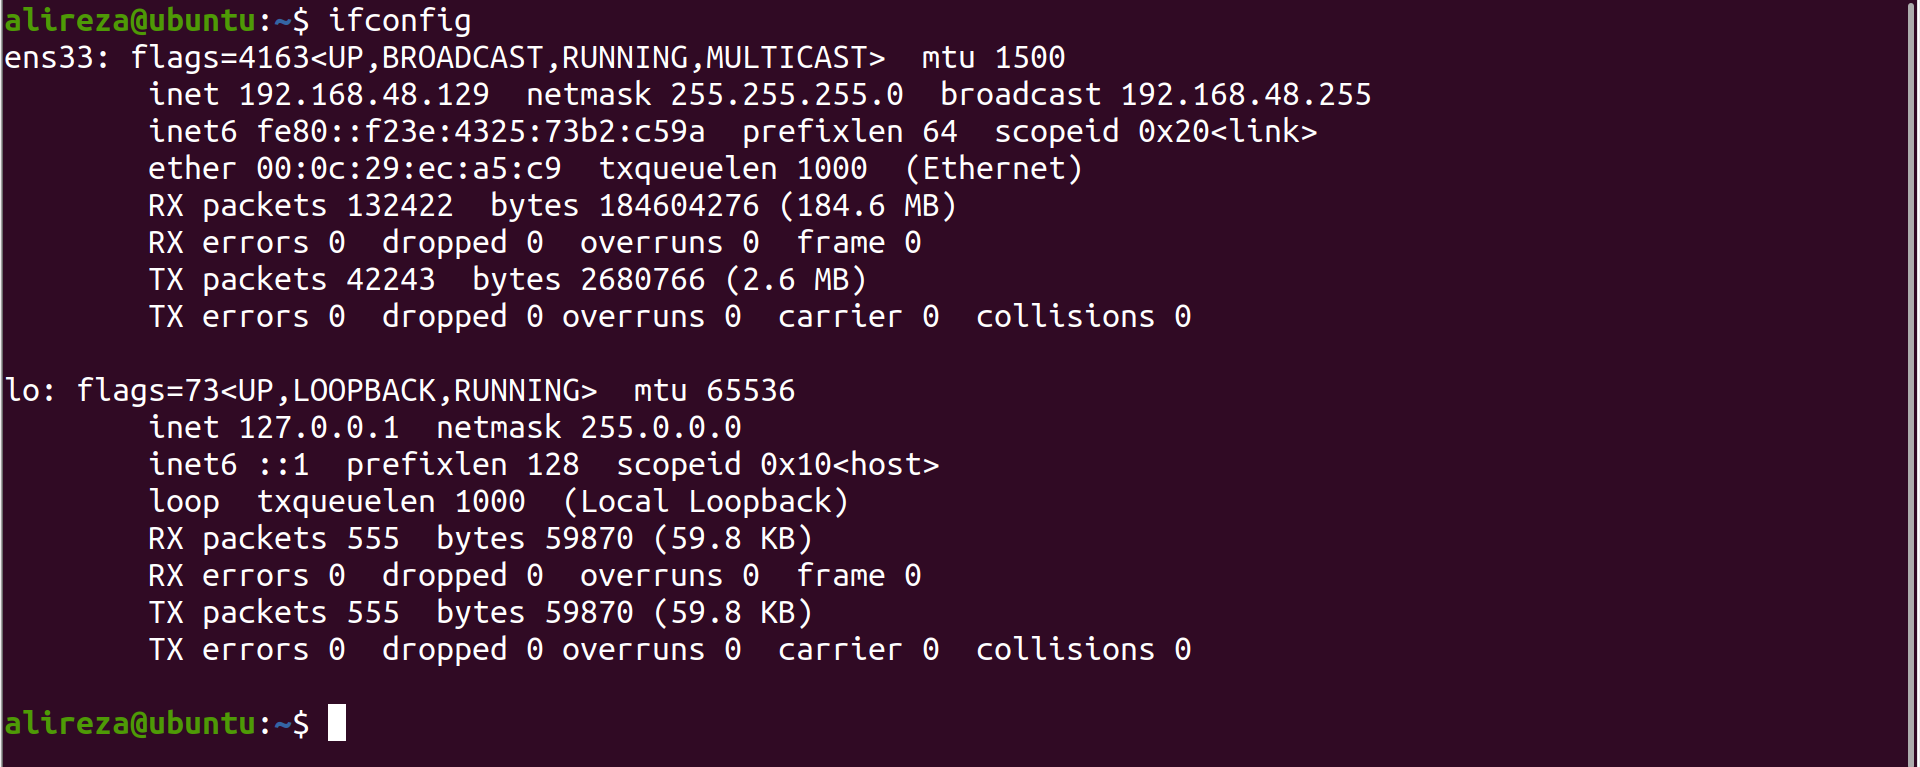 alireza@ubuntu:~$ ifconfig
ens33: flags=4163<UP,BROADCAST,RUNNING,MULTICAST>  mtu 1500
        inet 192.168.48.129  netmask 255.255.255.0  broadcast 192.168.48.255
        inet6 fe80::f23e:4325:73b2:c59a  prefixlen 64  scopeid 0x20<link>
        ether 00:0c:29:ec:a5:c9  txqueuelen 1000  (Ethernet)
        RX packets 132422  bytes 184604276 (184.6 MB)
        RX errors 0  dropped 0  overruns 0  frame 0
        TX packets 42243  bytes 2680766 (2.6 MB)
        TX errors 0  dropped 0 overruns 0  carrier 0  collisions 0

lo: flags=73<UP,LOOPBACK,RUNNING>  mtu 65536
        inet 127.0.0.1  netmask 255.0.0.0
        inet6 ::1  prefixlen 128  scopeid 0x10<host>
        loop  txqueuelen 1000  (Local Loopback)
        RX packets 555  bytes 59870 (59.8 KB)
        RX errors 0  dropped 0  overruns 0  frame 0
        TX packets 555  bytes 59870 (59.8 KB)
        TX errors 0  dropped 0 overruns 0  carrier 0  collisions 0

alireza@ubuntu:~$